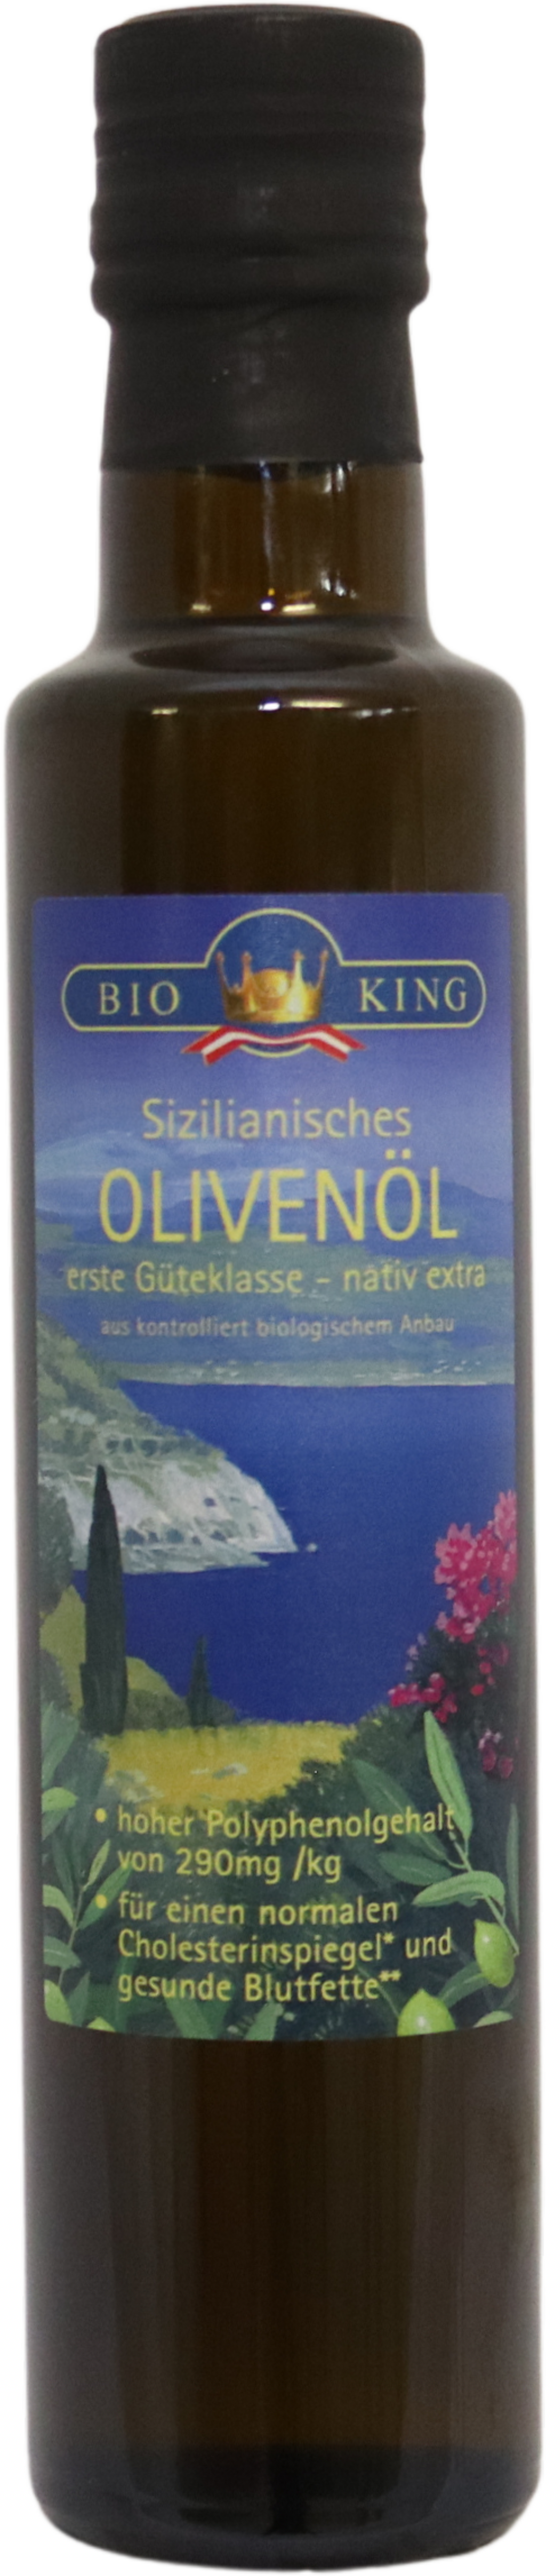 BIO KING
Sizilianisches
OLIVENÖL
erste Güteklasse - nativ extra
aus kontrolliert biologischem Anbau
• hoher Polyphenolgehalt
von 290mg /kg
• für einen normalen
Cholesterinspiegel* und
gesunde Blutfette**